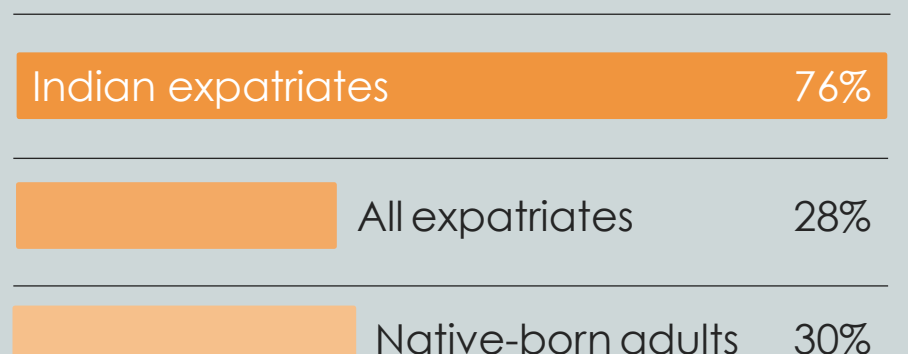 Indian expatriates 76%
All expatriates 28%
Native-born adults 30%